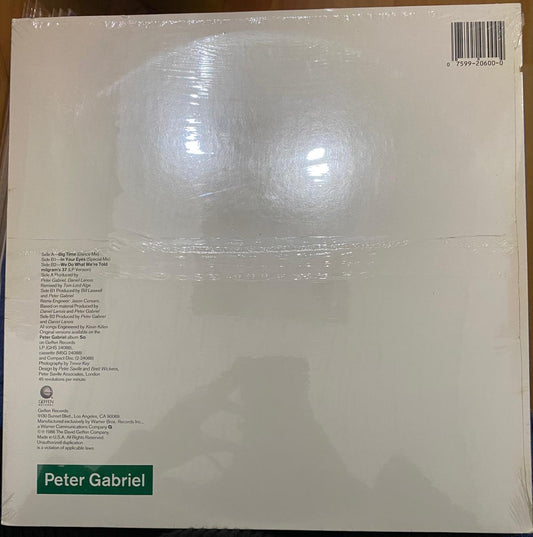 0 7599-20600-0
Side A—Big Time (Dance Mix)
Side B1—In Your Eyes (Special Mix)
Side B2—We Do What We're Told
milgram's 37 (LP Version)
Side A Produced by
Peter Gabriel, Daniel Lanois
Remixed by Tom Lord Alge
Side B1 Produced by Bill Laswell
and Peter Gabriel
Remix Engineer: Jason Corsaro.
Based on material Produced by
Daniel Lanois and Peter Gabriel
Side B2 Produced by Peter Gabriel
and Daniel Lanois
All songs Engineered by Kevin Killen
Original versions available on the
Peter Gabriel album So
on Geffen Records
LP (GHS 24088),
cassette (M5G 24088)
and Compact Disc (2-24088)
Photography by Trevor Key
Design by Peter Saville and Brett Wickens,
Peter Saville Associates, London
45 revolutions per minute.
GEFFEN
RECORDS
Geffen Records
9130 Sunset Blvd., Los Angeles, CA 90069.
Manufactured exclusively by Warner Bros. Records Inc.,
a Warner Communications Company
℗ © 1986 The David Geffen Company.
Made in U.S.A. All Rights Reserved.
Unauthorized duplication
is a violation of applicable laws.
Peter Gabriel